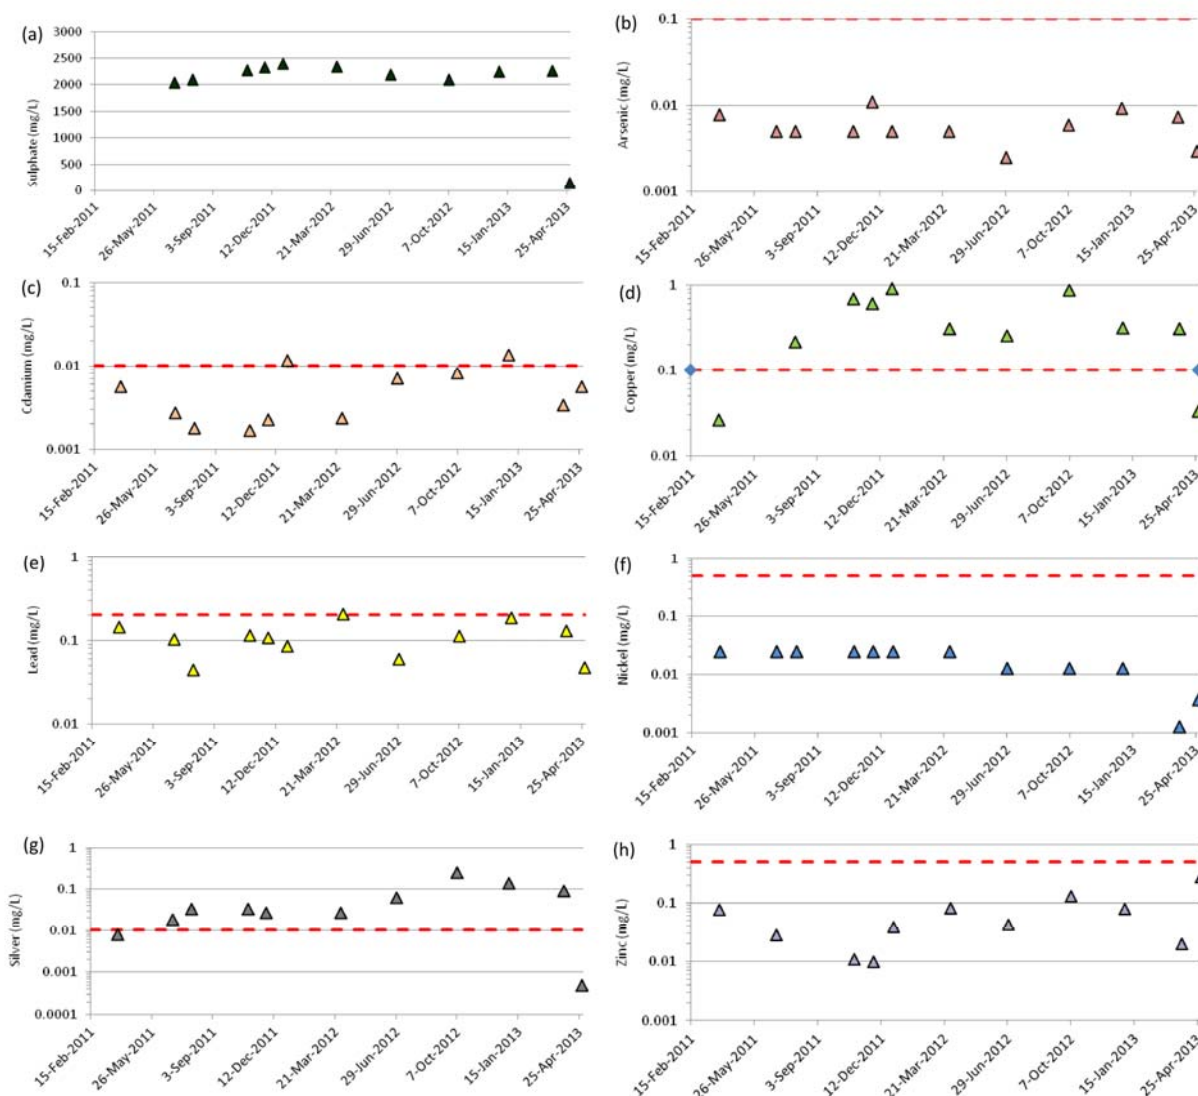 (a)
Sulphate (mg/L)
3000
2500
2000
1500
1000
500
0
15-Feb-2011
26-May-2011
3-Sep-2011
12-Dec-2011
21-Mar-2012
29-Jun-2012
7-Oct-2012
15-Jan-2013
25-Apr-2013
(b)
Arsenic (mg/L)
0.1
0.01
0.001
15-Feb-2011
26-May-2011
3-Sep-2011
12-Dec-2011
21-Mar-2012
29-Jun-2012
7-Oct-2012
15-Jan-2013
25-Apr-2013
(c)
Cdamium (mg/L)
0.1
0.01
0.001
15-Feb-2011
26-May-2011
3-Sep-2011
12-Dec-2011
21-Mar-2012
29-Jun-2012
7-Oct-2012
15-Jan-2013
25-Apr-2013
(d)
Copper (mg/L)
1
0.1
0.01
15-Feb-2011
26-May-2011
3-Sep-2011
12-Dec-2011
21-Mar-2012
29-Jun-2012
7-Oct-2012
15-Jan-2013
25-Apr-2013
(e)
Lead (mg/L)
1
0.1
0.01
15-Feb-2011
26-May-2011
3-Sep-2011
12-Dec-2011
21-Mar-2012
29-Jun-2012
7-Oct-2012
15-Jan-2013
25-Apr-2013
(f)
Nickel (mg/L)
1
0.1
0.01
0.001
15-Feb-2011
26-May-2011
3-Sep-2011
12-Dec-2011
21-Mar-2012
29-Jun-2012
7-Oct-2012
15-Jan-2013
25-Apr-2013
(g)
Silver (mg/L)
1
0.1
0.01
0.001
0.0001
15-Feb-2011
26-May-2011
3-Sep-2011
12-Dec-2011
21-Mar-2012
29-Jun-2012
7-Oct-2012
15-Jan-2013
25-Apr-2013
(h)
Zinc (mg/L)
1
0.1
0.01
0.001
15-Feb-2011
26-May-2011
3-Sep-2011
12-Dec-2011
21-Mar-2012
29-Jun-2012
7-Oct-2012
15-Jan-2013
25-Apr-2013